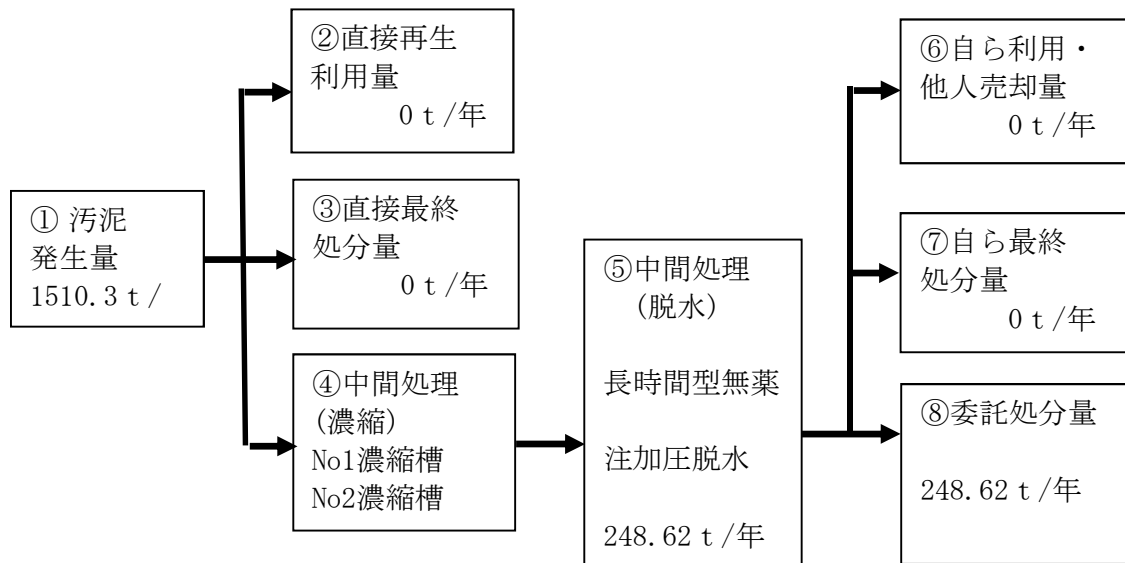 ① 汚泥
発生量
1510.3ｔ/
②直接再生
利用量
0ｔ/年
③直接最終
処分量
0ｔ/年
④中間処理
(濃縮)
No1濃縮槽
No2濃縮槽
⑤中間処理
（脱水）
長時間型無薬
注加圧脱水
248.62ｔ/年
⑥自ら利用・
他人売却量
0ｔ/年
⑦自ら最終
処分量
0ｔ/年
⑧委託処分量
248.62ｔ/年